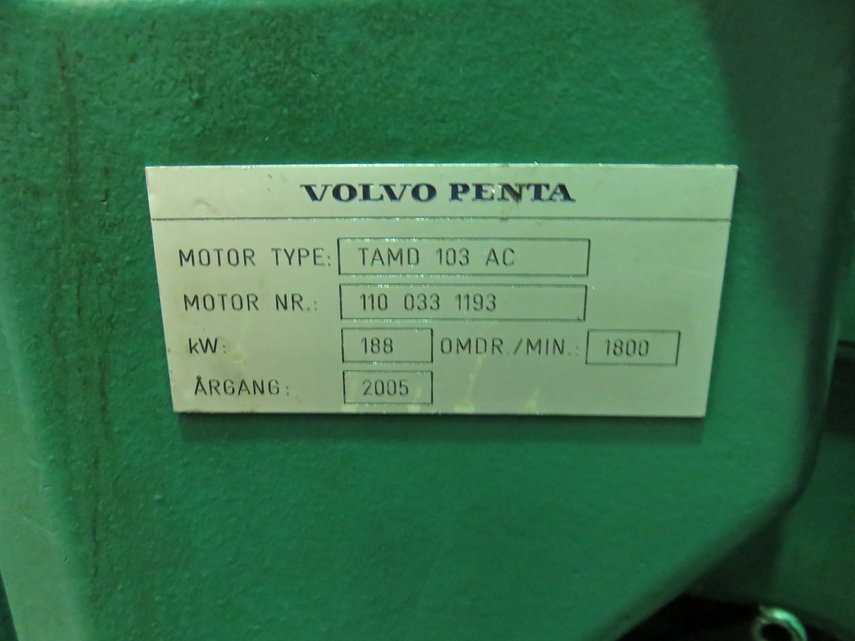 VOLVO PENTA
MOTOR TYPE: TAMD 103 AC
MOTOR NR.: 110 033 1193
kW: 188 OMDR./MIN.: 1800
ÅRGANG: 2005